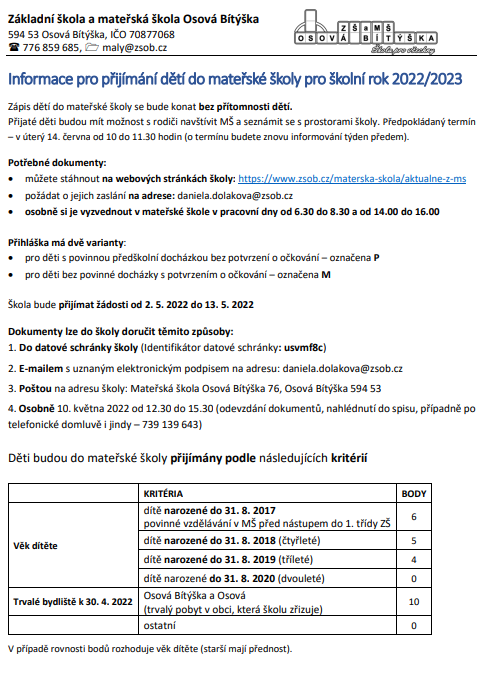 Základní škola a mateřská škola Osová Bítýška
594 53 Osová Bítýška, IČO 70877068
☎ 776 859 685, 🗁 maly@zsob.cz
ZŠaMŠ
OSOVÁ BÍTÝŠKA
Škola pro všechny
Informace pro přijímání dětí do mateřské školy pro školní rok 2022/2023
Zápis dětí do mateřské školy se bude konat bez přítomnosti dětí.
Přijaté děti budou mít možnost s rodiči navštívit MŠ a seznámit se s prostorami školy. Předpokládaný termín
– v úterý 14. června od 10 do 11.30 hodin (o termínu budete znovu informování týden předem).
Potřebné dokumenty:
• můžete stáhnout na webových stránkách školy: https://www.zsob.cz/materska-skola/aktualne-z-ms
• požádat o jejich zaslání na adrese: daniela.dolakova@zsob.cz
• osobně si je vyzvednout v mateřské škole v pracovní dny od 6.30 do 8.30 a od 14.00 do 16.00
Přihláška má dvě varianty:
• pro děti s povinnou předškolní docházkou bez potvrzení o očkování – označena P
• pro děti bez povinné docházky s potvrzením o očkování – označena M
Škola bude přijímat žádosti od 2. 5. 2022 do 13. 5. 2022
Dokumenty lze do školy doručit těmito způsoby:
1. Do datové schránky školy (Identifikátor datové schránky: usvmf8c)
2. E-mailem s uznaným elektronickým podpisem na adresu: daniela.dolakova@zsob.cz
3. Poštou na adresu školy: Mateřská škola Osová Bítýška 76, Osová Bítýška 594 53
4. Osobně 10. května 2022 od 12.30 do 15.30 (odevzdání dokumentů, nahlédnutí do spisu, případně po
telefonické domluvě i jindy – 739 139 643)
Děti budou do mateřské školy přijímány podle následujících kritérií
KRITÉRIA BODY
Věk dítěte
dítě narozené do 31. 8. 2017
povinné vzdělávání v MŠ před nástupem do 1. třídy ZŠ 6
dítě narozené do 31. 8. 2018 (čtyřleté) 5
dítě narozené do 31. 8. 2019 (tříleté) 4
dítě narozené do 31. 8. 2020 (dvouleté) 0
Trvalé bydliště k 30. 4. 2022 Osová Bítýška a Osová
(trvalý pobyt v obci, která školu zřizuje) 10
ostatní 0
V případě rovnosti bodů rozhoduje věk dítěte (starší mají přednost).